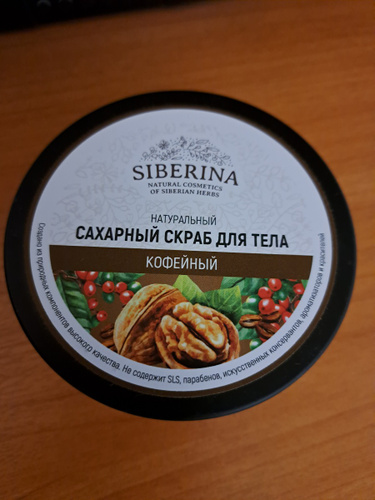 SIBERINA
NATURAL COSMETICS
OF SIBERIAN HERBS
НАТУРАЛЬНЫЙ
САХАРНЫЙ СКРАБ ДЛЯ ТЕЛА
КОФЕЙНЫЙ
Создано из природных компонентов высокого качества. Не содержит SLS, парабенов, искусственных консервантов, ароматизаторов и красителей